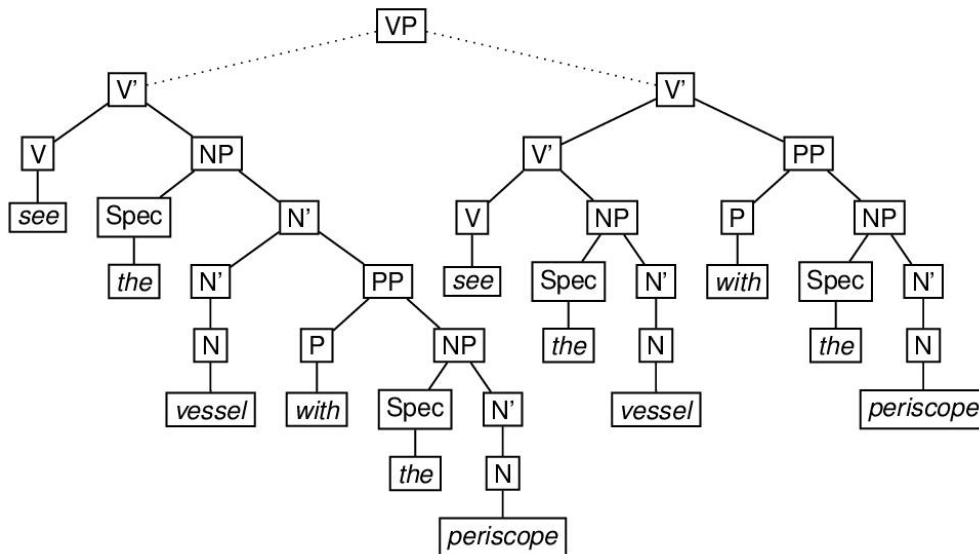 VP
V' V'
V NP V' PP
see Spec N' V NP P NP
the N' PP see Spec N' with Spec N'
N P NP the N the N
vessel with Spec N' vessel periscope
the N
periscope